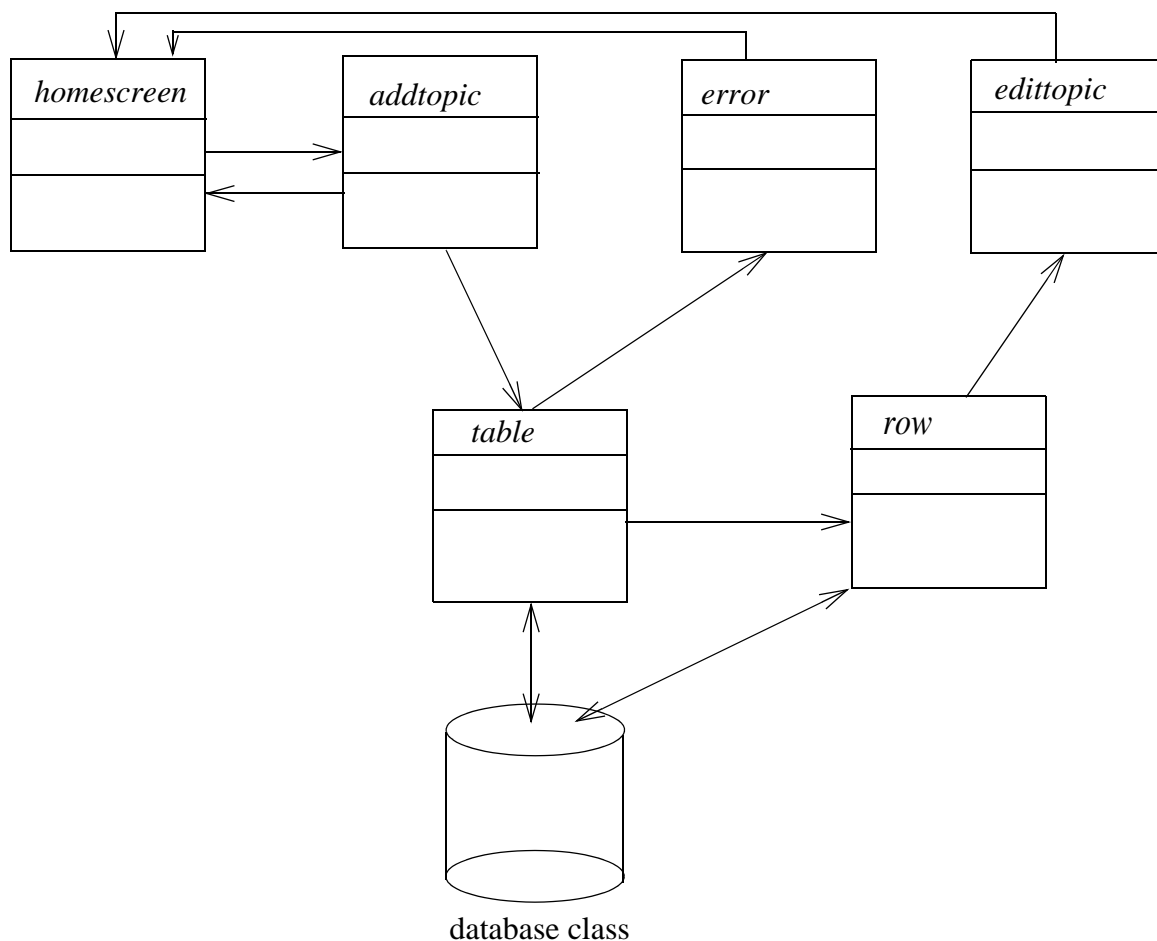 homescreen
addtopic
error
edittopic
table
row
database class